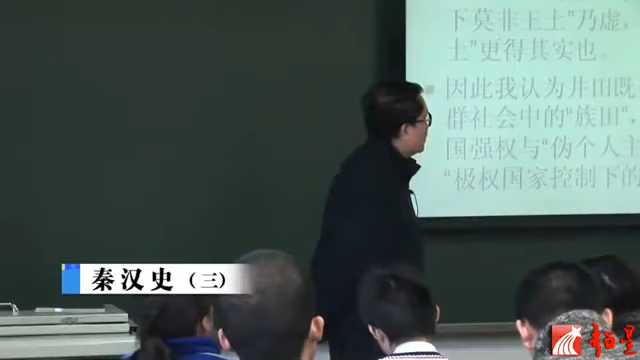 下莫非王土”乃虚,
土”更得其实也。
因此我认为井田既
群社会中的“族田”,
国强权与“伪个人主
“极权国家控制下的
秦汉史(三)
超星